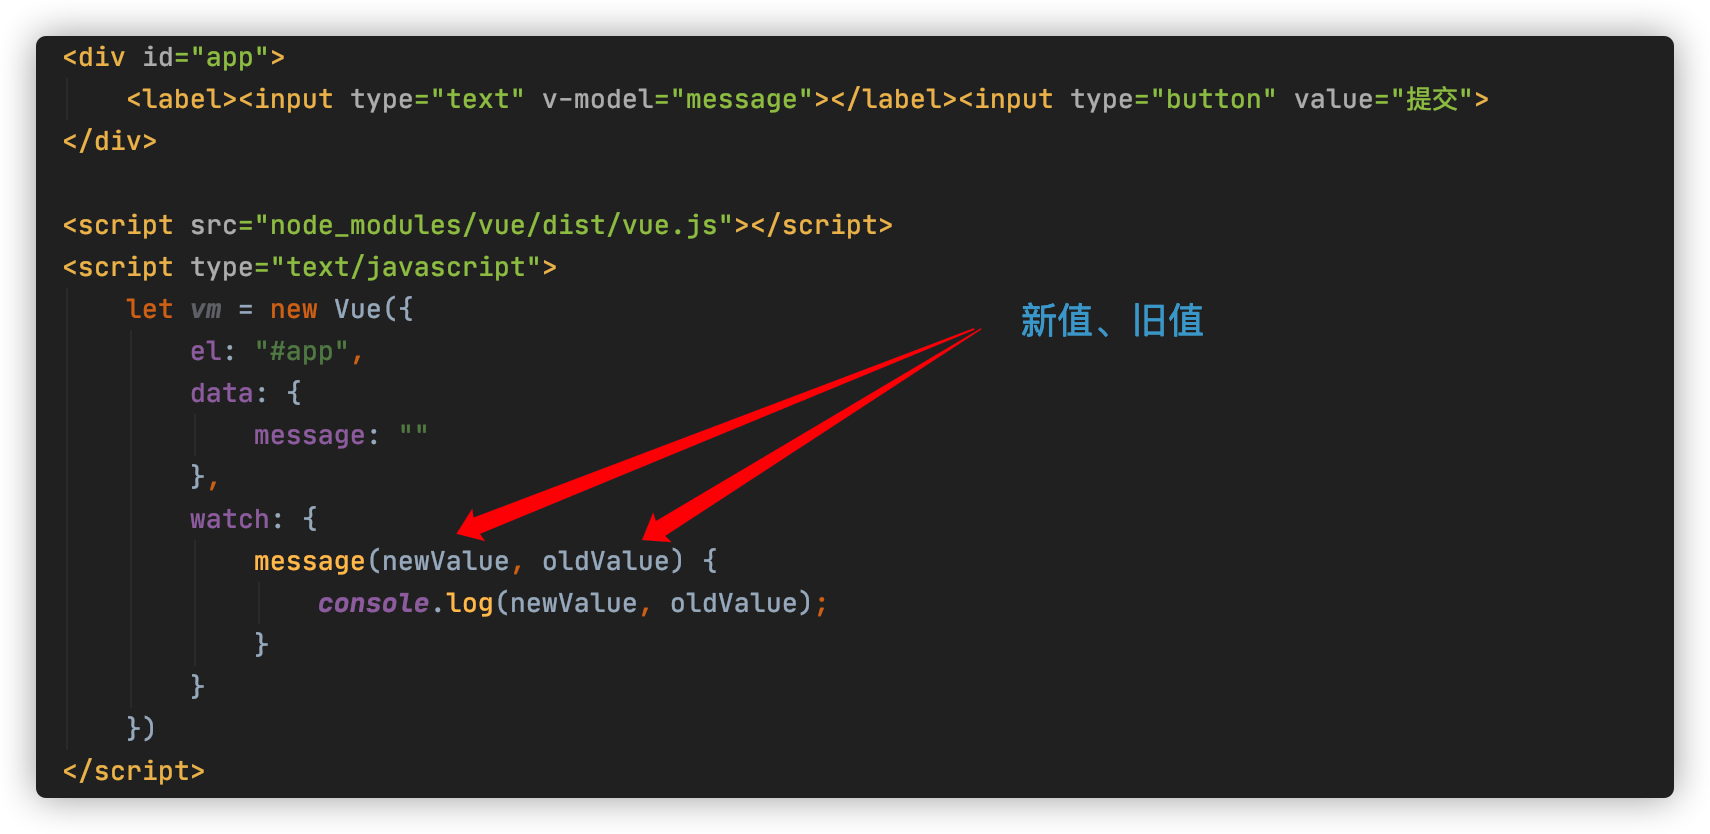 <div id="app">
    <label><input type="text" v-model="message"></label><input type="button" value="提交">
</div>

<script src="node_modules/vue/dist/vue.js"></script>
<script type="text/javascript">
    let vm = new Vue({
新值、旧值
        el: "#app",
        data: {
            message: ""
        },
        watch: {
            message(newValue, oldValue) {
                console.log(newValue, oldValue);
            }
        }
    })
</script>